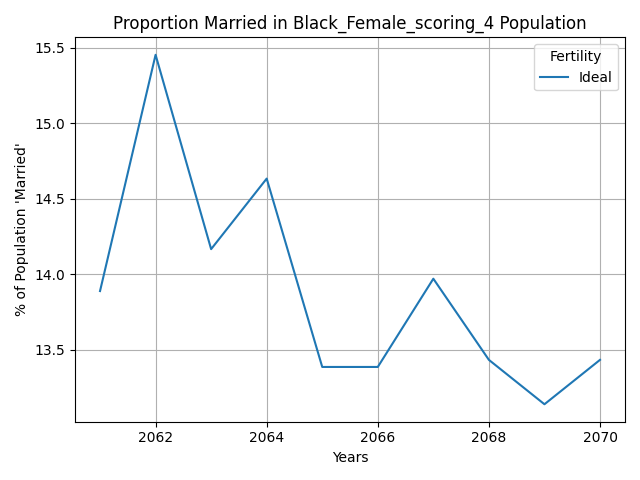 Proportion Married in Black_Female_scoring_4 Population
Fertility
Ideal
% of Population 'Married'
15.5
15.0
14.5
14.0
13.5
2062
2064
2066
2068
2070
Years